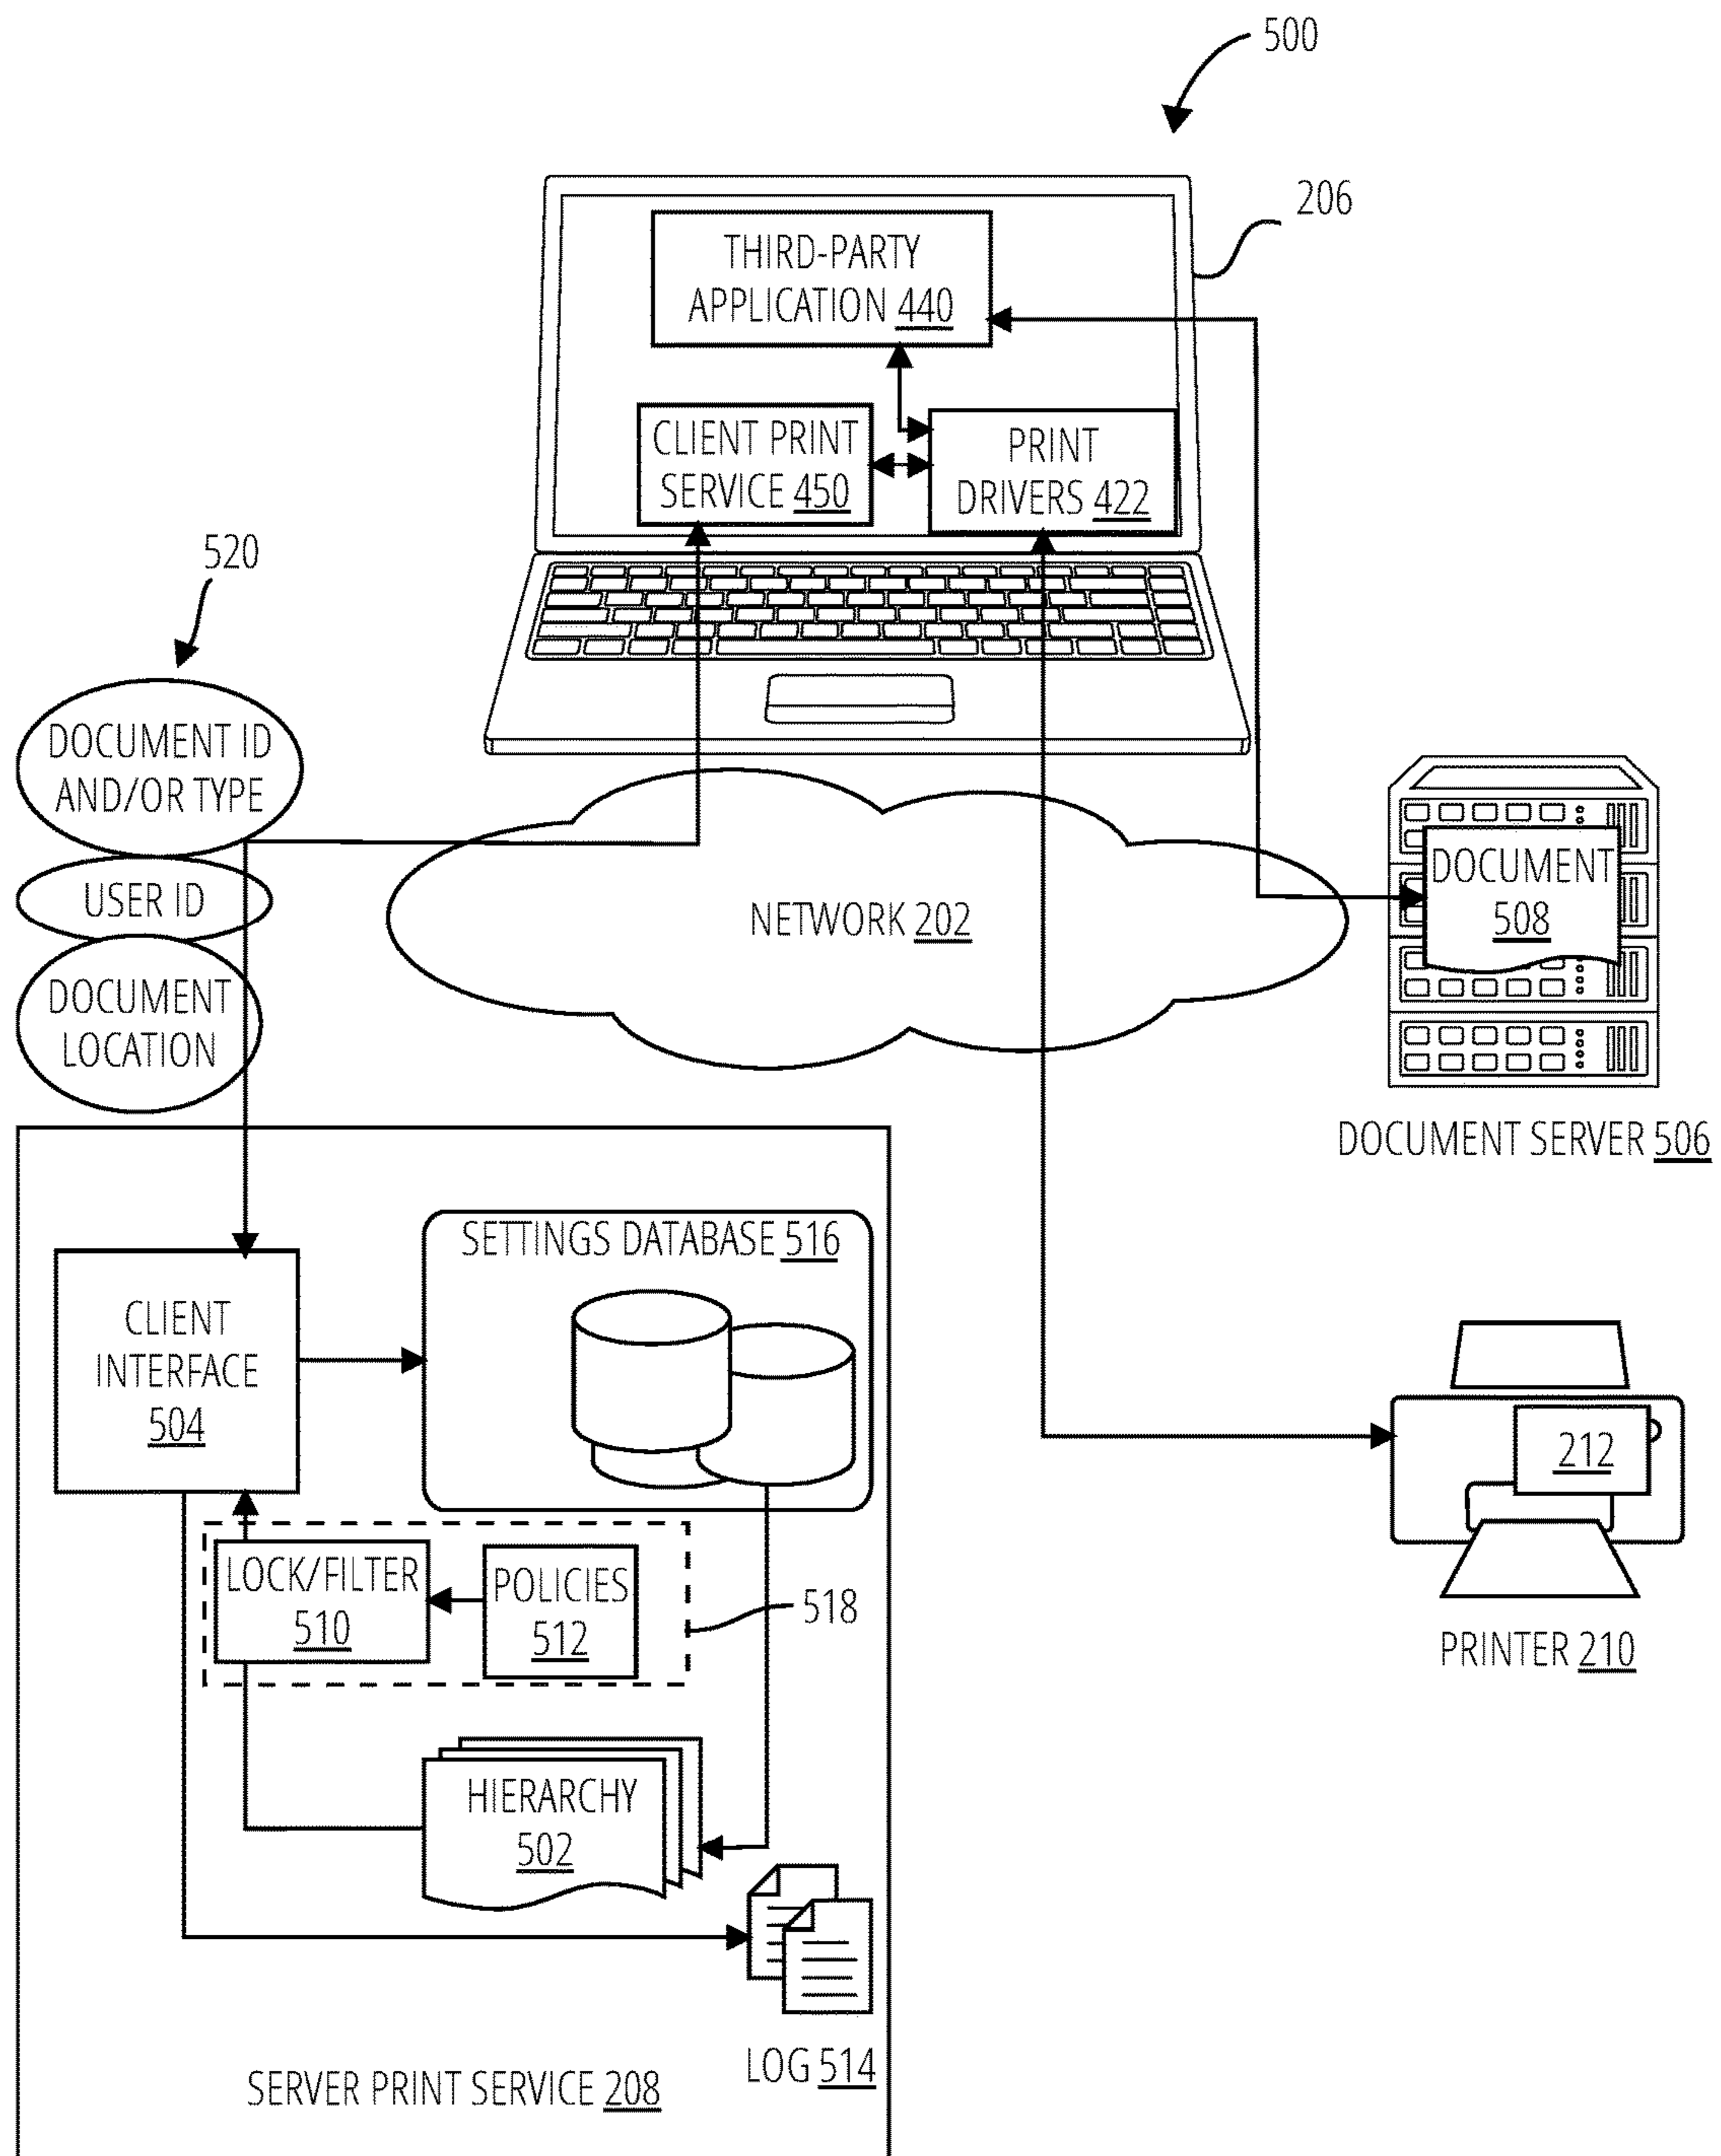 500
206
THIRD-PARTY
APPLICATION 440
CLIENT PRINT
SERVICE 450
PRINT
DRIVERS 422
520
DOCUMENT ID
AND/OR TYPE
USER ID
DOCUMENT
LOCATION
NETWORK 202
DOCUMENT
508
DOCUMENT SERVER 506
SETTINGS DATABASE 516
CLIENT
INTERFACE
504
212
PRINTER 210
LOCK/FILTER
510
POLICIES
512
518
HIERARCHY
502
LOG 514
SERVER PRINT SERVICE 208